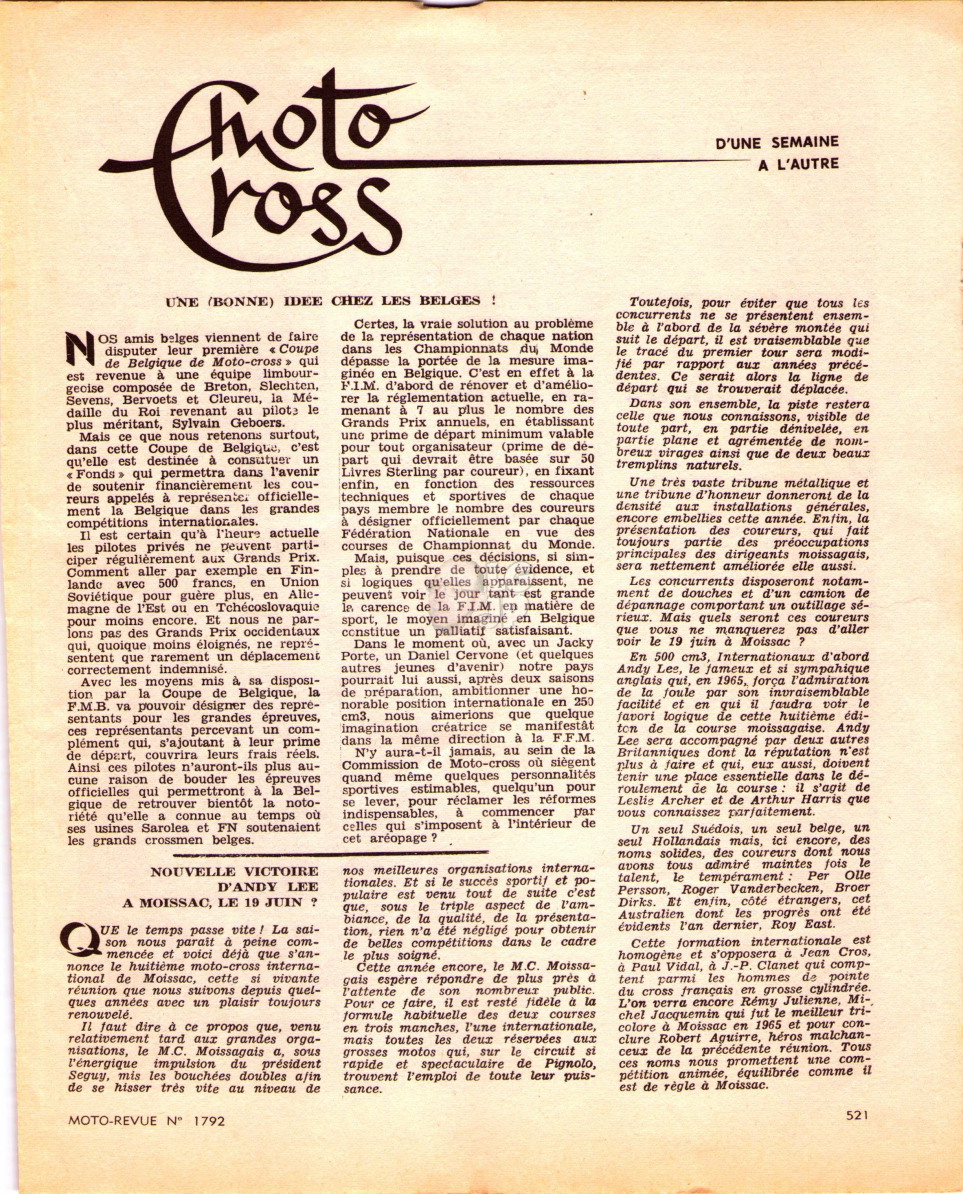 Moto
Cross
D'UNE SEMAINE
A L'AUTRE
UNE (BONNE) IDEE CHEZ LES BELGES !
NOS amis belges viennent de faire
disputer leur première « Coupe
de Belgique de Moto-cross » qui
est revenue à une équipe limbour-
geoise composée de Breton, Slechten,
Sevens, Bervoets et Cleureu, la Mé-
daille du Roi revenant au pilote le
plus méritant, Sylvain Geboers.
Mais ce que nous retenons surtout,
dans cette Coupe de Belgique, c'est
qu'elle est destinée à constituer un
« Fonds » qui permettra dans l'avenir
de soutenir financièrement les cou-
reurs appelés à représenter officielle-
ment la Belgique dans les grandes
compétitions internationales.
Il est certain qu'à l'heure actuelle
les pilotes privés ne peuvent parti-
ciper régulièrement aux Grands Prix.
Comment aller par exemple en Fin-
lande avec 500 francs, en Union
Soviétique pour guère plus, en Alle-
magne de l'Est ou en Tchécoslovaquie
pour moins encore. Et nous ne par-
lons pas des Grands Prix occidentaux
qui, quoique moins éloignés, ne repré-
sentent que rarement un déplacement
correctement indemnisé.
Avec les moyens mis à sa disposi-
tion par la Coupe de Belgique, la
F.M.B. va pouvoir désigner des repré-
sentants pour les grandes épreuves,
ces représentants percevant un com-
plément qui, s'ajoutant à leur prime
de départ, couvrira leurs frais réels.
Ainsi ces pilotes n'auront-ils plus au-
cune raison de bouder les épreuves
officielles qui permettront à la Bel-
gique de retrouver bientôt la noto-
riété qu'elle a connue au temps où
ses usines Sarolea et FN soutenaient
les grands crossmen belges.
Certes, la vraie solution au problème
de la représentation de chaque nation
dans les Championnats du Monde
dépasse la portée de la mesure ima-
ginée en Belgique. C'est en effet à la
F.I.M. d'abord de rénover et d'amélio-
rer la réglementation actuelle, en ra-
menant à 7 au plus le nombre des
Grands Prix annuels, en établissant
une prime de départ minimum valable
pour tout organisateur (prime de dé-
part qui devrait être basée sur 50
Livres Sterling par coureur), en fixant
enfin, en fonction des ressources
techniques et sportives de chaque
pays membre le nombre des coureurs
à désigner officiellement par chaque
Fédération Nationale en vue des
courses de Championnat du Monde.
Mais, puisque ces décisions, si sim-
ples à prendre de toute évidence, et
si logiques qu'elles apparaissent, ne
peuvent voir le jour tant est grande
la carence de la F.I.M. en matière de
sport, le moyen imaginé en Belgique
constitue un palliatif satisfaisant.
Dans le moment où, avec un Jacky
Porte, un Daniel Cervone (et quelques
autres jeunes d'avenir) notre pays
pourrait lui aussi, après deux saisons
de préparation, ambitionner une ho-
norable position internationale en 250
cm3, nous aimerions que quelque
imagination créatrice se manifestât
dans la même direction à la F.F.M.
N'y aura-t-il jamais, au sein de la
Commission de Moto-cross où siègent
quand même quelques personnalités
sportives estimables, quelqu'un pour
se lever, pour réclamer les réformes
indispensables, à commencer par
celles qui s'imposent à l'intérieur de
cet aréopage ?
NOUVELLE VICTOIRE
D'ANDY LEE
A MOISSAC, LE 19 JUIN ?
QUE le temps passe vite ! La sai-
son nous paraît à peine com-
mencée et voici déjà que s'an-
nonce le huitième moto-cross interna-
tional de Moissac, cette si vivante
réunion que nous suivons depuis quel-
ques années avec un plaisir toujours
renouvelé.
Il faut dire à ce propos que, venu
relativement tard aux grandes orga-
nisations, le M.C. Moissagais a, sous
l'énergique impulsion du président
Seguy, mis les bouchées doubles afin
de se hisser très vite au niveau de
nos meilleures organisations interna-
tionales. Et si le succès sportif et po-
pulaire est venu tout de suite c'est
que, sous le triple aspect de l'am-
biance, de la qualité, de la présenta-
tion, rien n'a été négligé pour obtenir
de belles compétitions dans le cadre
le plus soigné.
Cette année encore, le M.C. Moissa-
gais espère répondre de plus près à
l'attente de son nombreux public.
Pour ce faire, il est resté fidèle à la
formule habituelle des deux courses
en trois manches, l'une internationale,
mais toutes les deux réservées aux
grosses motos qui, sur le circuit si
rapide et spectaculaire de Pignolo,
trouvent l'emploi de toute leur puis-
sance.
Toutefois, pour éviter que tous les
concurrents ne se présentent ensem-
ble à l'abord de la sévère montée qui
suit le départ, il est vraisemblable que
le tracé du premier tour sera modi-
fié par rapport aux années précé-
dentes. Ce serait alors la ligne de
départ qui se trouverait déplacée.
Dans son ensemble, la piste restera
celle que nous connaissons, visible de
toute part, en partie dénivelée, en
partie plane et agrémentée de nom-
breux virages ainsi que de deux beaux
tremplins naturels.
Une très vaste tribune métallique et
une tribune d'honneur donneront de la
densité aux installations générales,
encore embellies cette année. Enfin, la
présentation des coureurs, qui fait
toujours partie des préoccupations
principales des dirigeants moissagais,
sera nettement améliorée elle aussi.
Les concurrents disposeront notam-
ment de douches et d'un camion de
dépannage comportant un outillage sé-
rieux. Mais quels seront ces coureurs
que vous ne manquerez pas d'aller
voir le 19 juin à Moissac ?
En 500 cm3, Internationaux d'abord
Andy Lee, le fameux et si sympahique
anglais qui, en 1965, força l'admiration
de la foule par son invraisemblable
facilité et en qui il faudra voir le
favori logique de cette huitième édi-
tion de la course moissagaise. Andy
Lee sera accompagné par deux autres
Britanniques dont la réputation n'est
plus à faire et qui, eux aussi, doivent
tenir une place essentielle dans le dé-
roulement de la course : il s'agit de
Leslie Archer et de Arthur Harris que
vous connaissez parfaitement.
Un seul Suédois, un seul belge, un
seul Hollandais mais, ici encore, des
noms solides, des coureurs dont nous
avons tous admiré maintes fois le
talent, le tempérament : Per Olle
Persson, Roger Vanderbecken, Broer
Dirks. Et enfin, côté étrangers, cet
Australien dont les progrès ont été
évidents l'an dernier, Roy East.
Cette formation internationale est
homogène et s'opposera à Jean Cros,
à Paul Vidal, à J.-P. Clanet qui comp-
tent parmi les hommes de pointe
du cross français en grosse cylindrée.
L'on verra encore Rémy Julienne, Mi-
chel Jacquemin qui fut le meilleur tri-
colore à Moissac en 1965 et pour con-
clure Robert Aguirre, héros malchan-
ceux de la précédente réunion. Tous
ces noms nous promettent une com-
pétition animée, équilibrée comme il
est de règle à Moissac.
MOTO-REVUE N° 1792
521